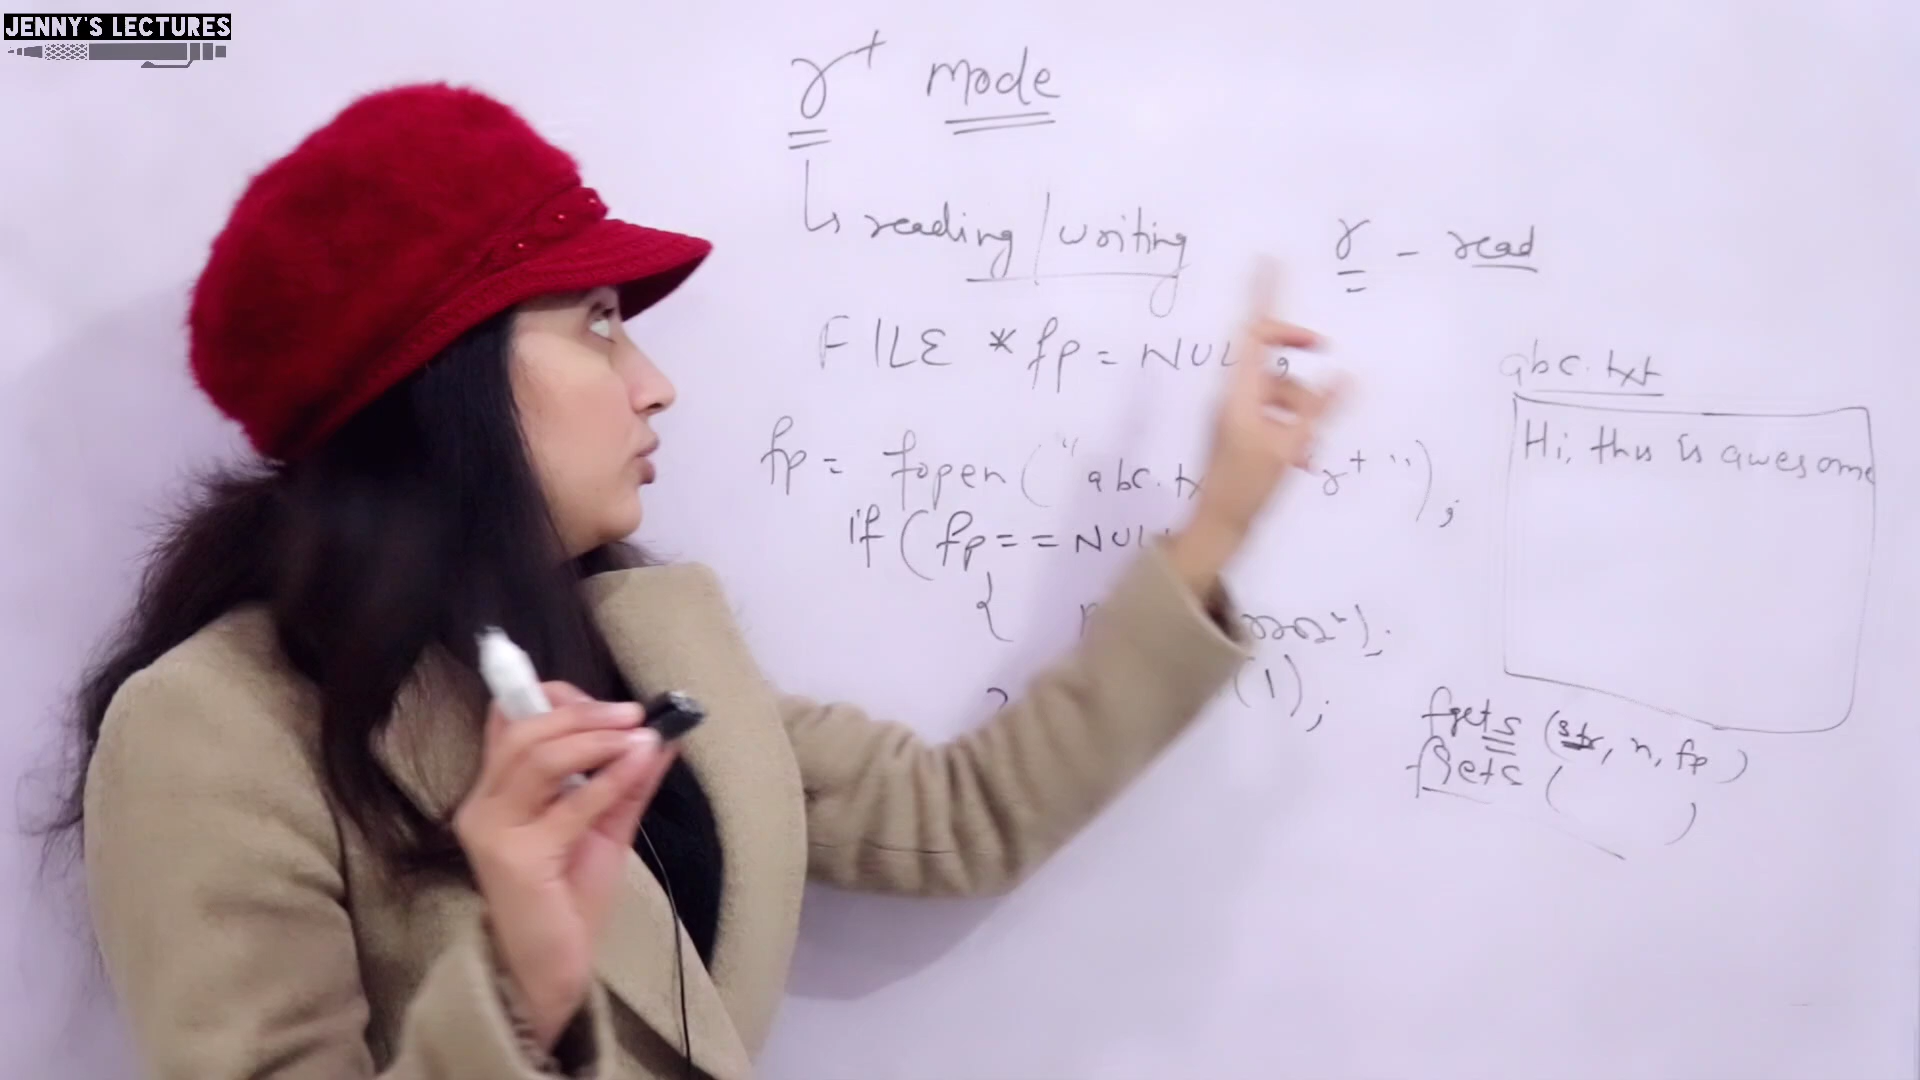 JENNY'S LECTURES
r+ mode
reading/writing
r - read
FILE *fp = NUL ;
fp = fopen("abc.tx "r+");
if (fp == NUL
{
(1);
abc.txt
Hi, this is awesome
fgets (str, n, fp)
( )